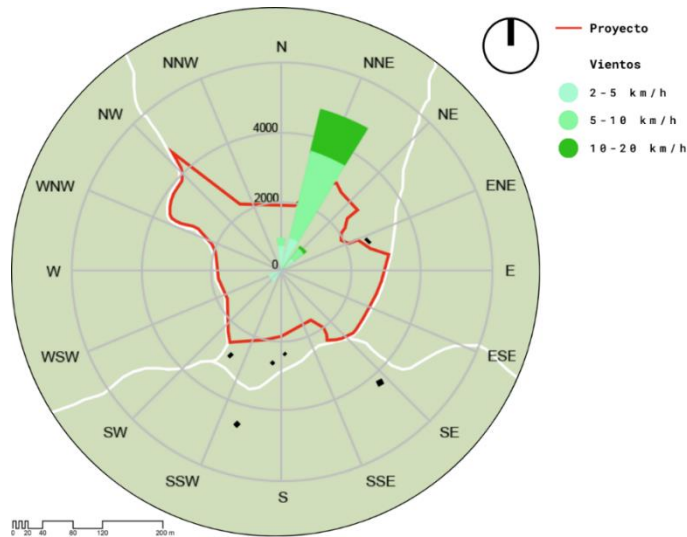 N
NNE
NE
ENE
E
ESE
SE
SSE
S
SSW
SW
WSW
W
WNW
NW
NNW
4000
2000
0
Proyecto
Vientos
2-5 km/h
5-10 km/h
10-20 km/h
0 20 40 80 120 200 m